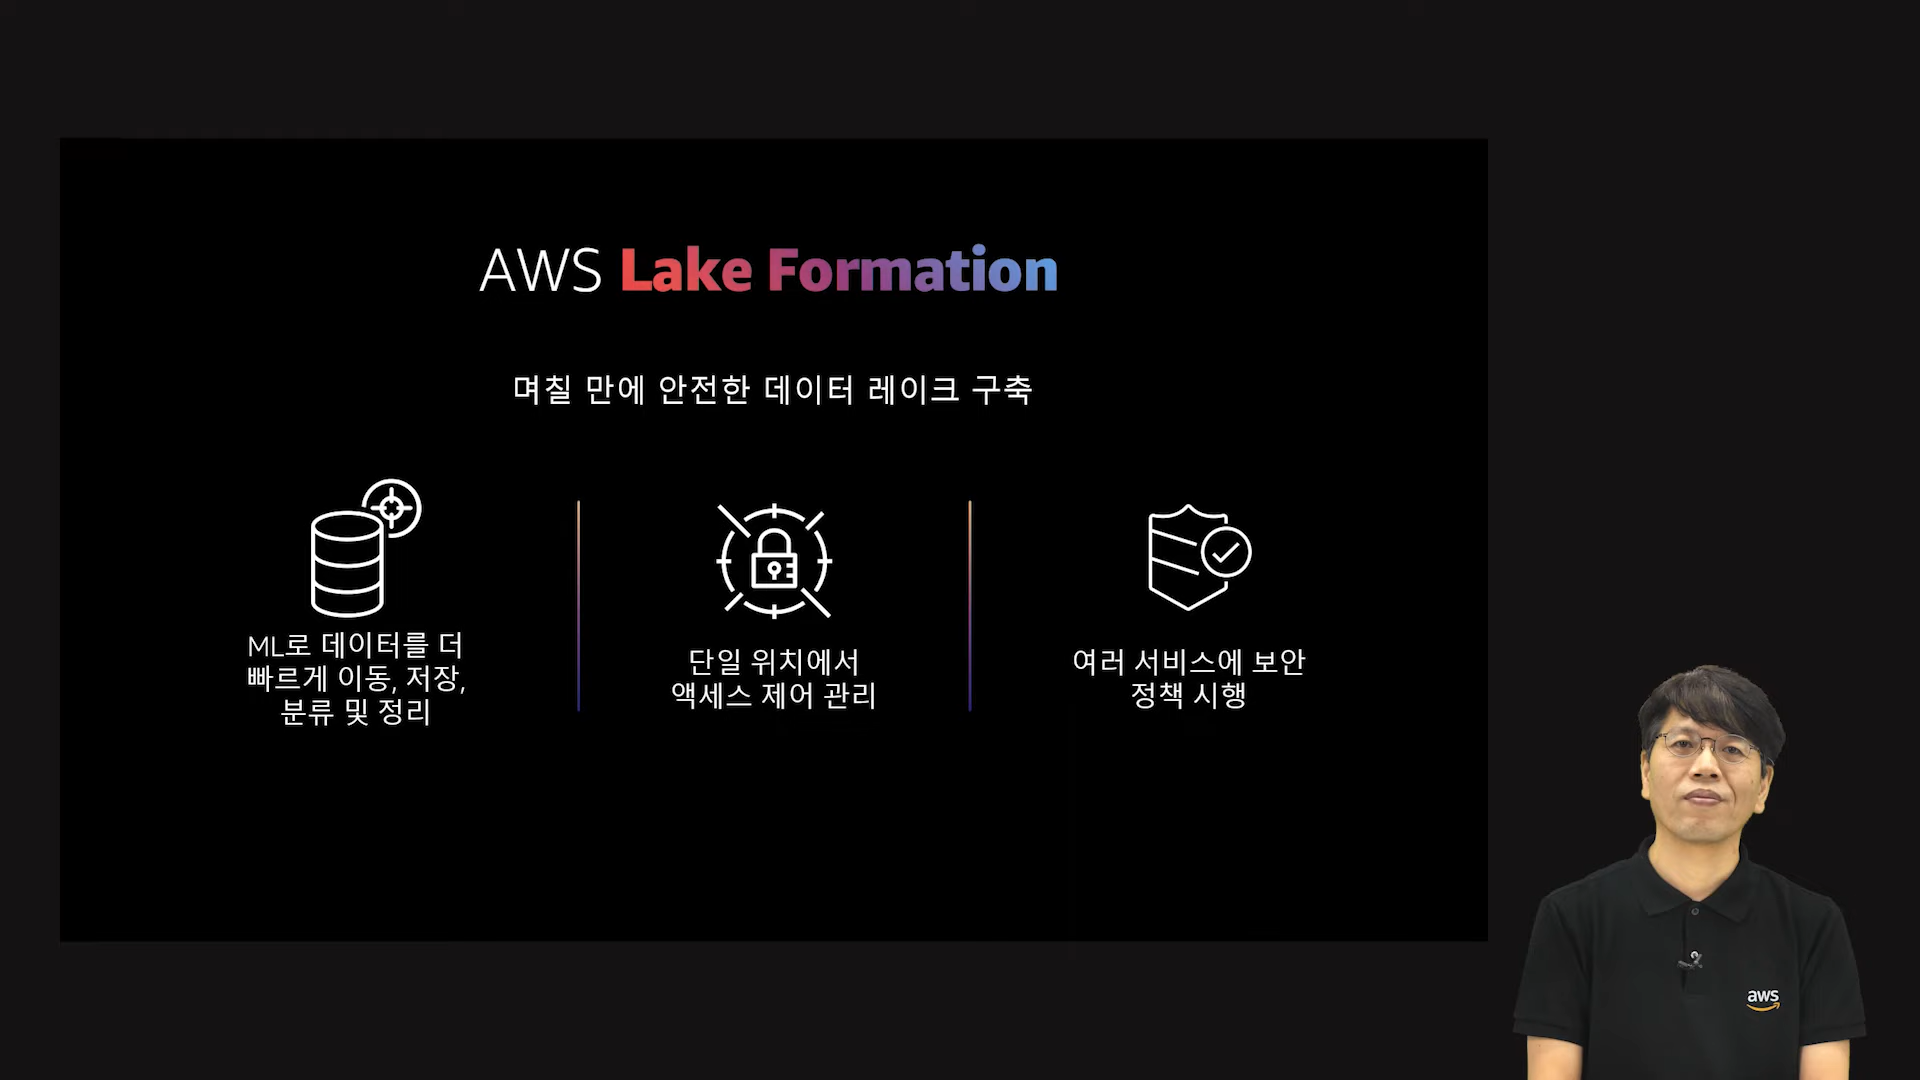 AWS Lake Formation
며칠 만에 안전한 데이터 레이크 구축
ML로 데이터를 더
빠르게 이동, 저장,
분류 및 정리
단일 위치에서
액세스 제어 관리
여러 서비스에 보안
정책 시행
aws